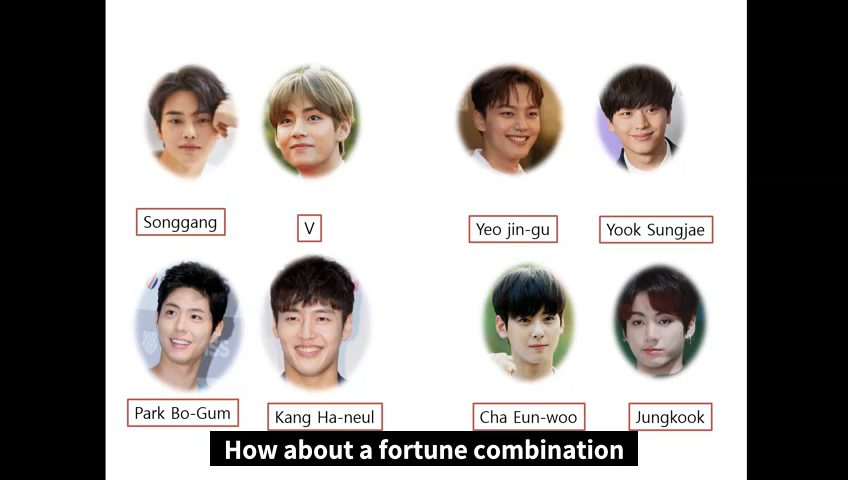 Songgang
V
Yeo jin-gu
Yook Sungjae
Park Bo-Gum
Kang Ha-neul
Cha Eun-woo
Jungkook
How about a fortune combination